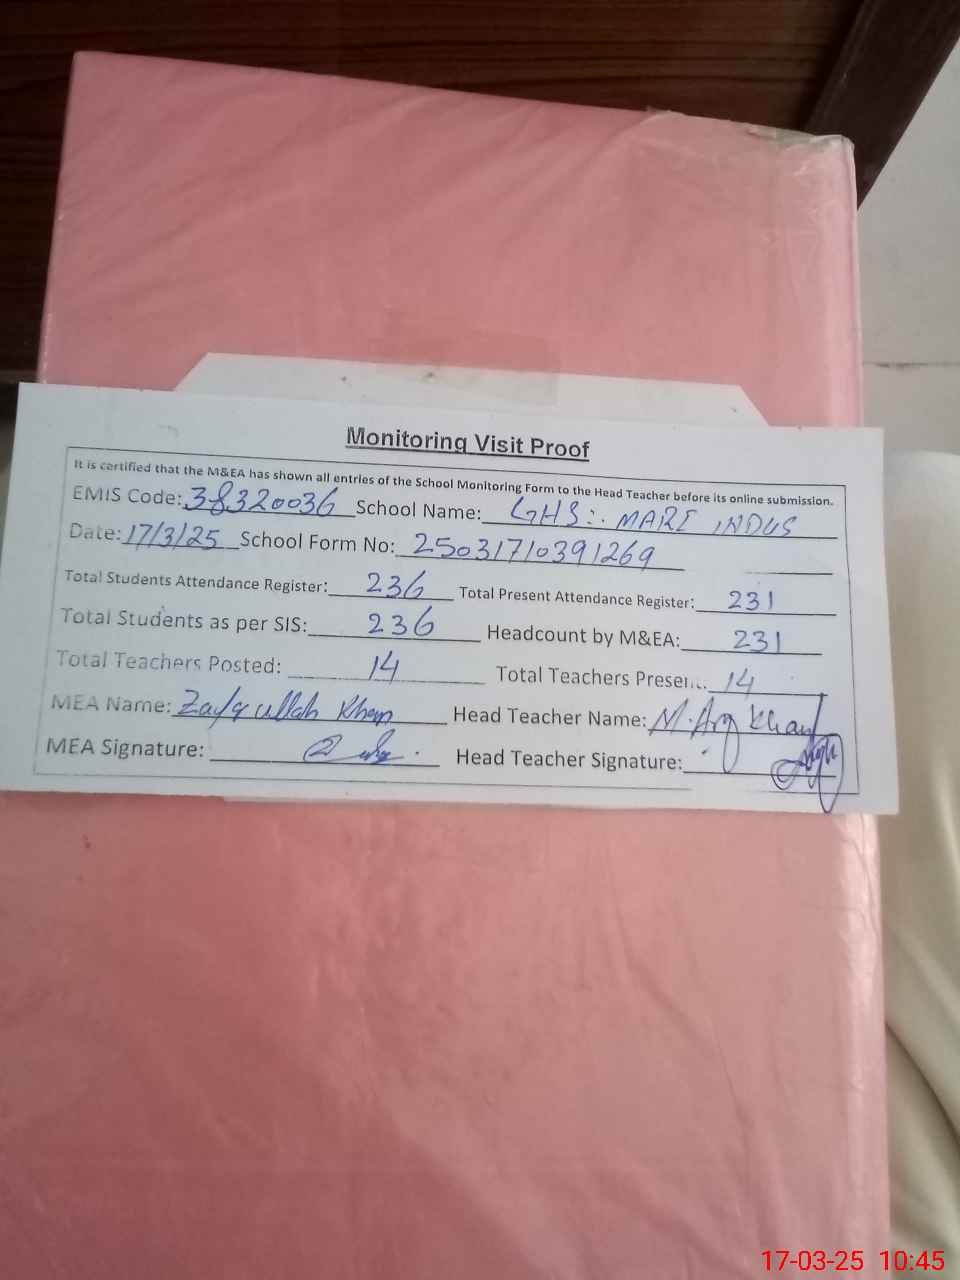 Monitoring Visit Proof
It is certified that the M&EA has shown all entries of the School Monitoring Form to the Head Teacher before its online submission.
EMIS Code: 38320036 School Name: GHS:. MARI INDUS
Date: 17/3/25 School Form No: 25031710391269
Total Students Attendance Register: 236 Total Present Attendance Register: 231
Total Students as per SIS: 236 Headcount by M&EA: 231
Total Teachers Posted: 14 Total Teachers Present: 14
MEA Name: Khan Head Teacher Name: M. Khan
MEA Signature: Head Teacher Signature:
17-03-25 10:45